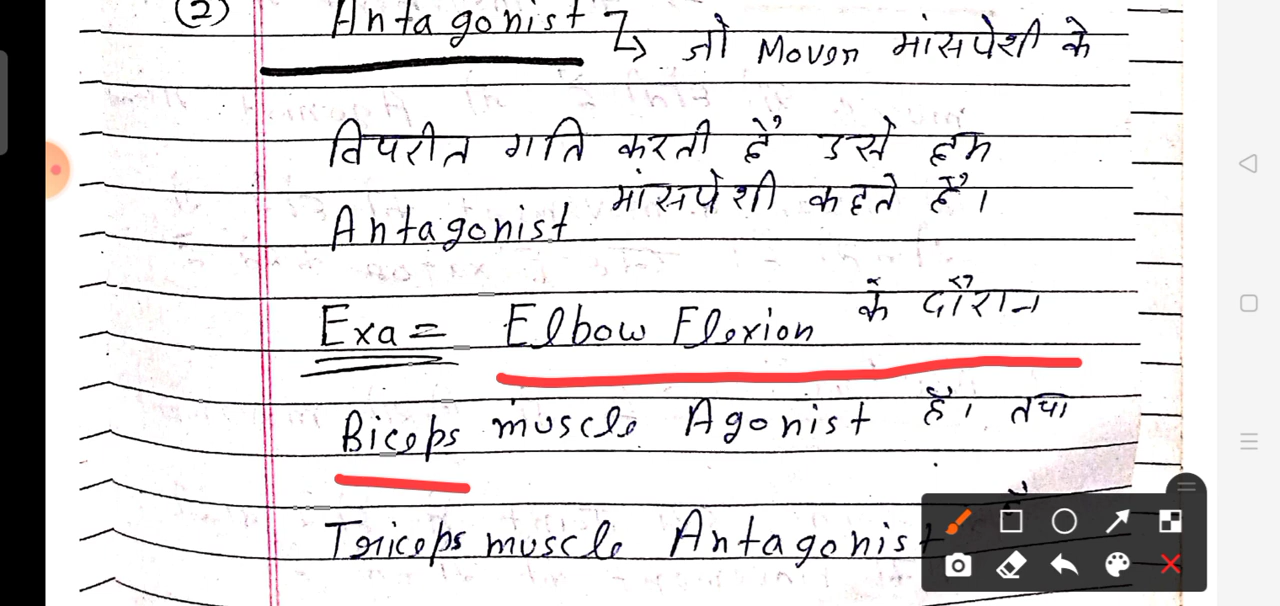 (2) Antagonist → जो Mover मांसपेशी के
विपरीत गति करती है उसे हम
Antagonist मांसपेशी कहते हैं।
Exa = Elbow Flexion के दौरान
Biceps muscle Agonist है। तथा
Triceps muscle Antagonist